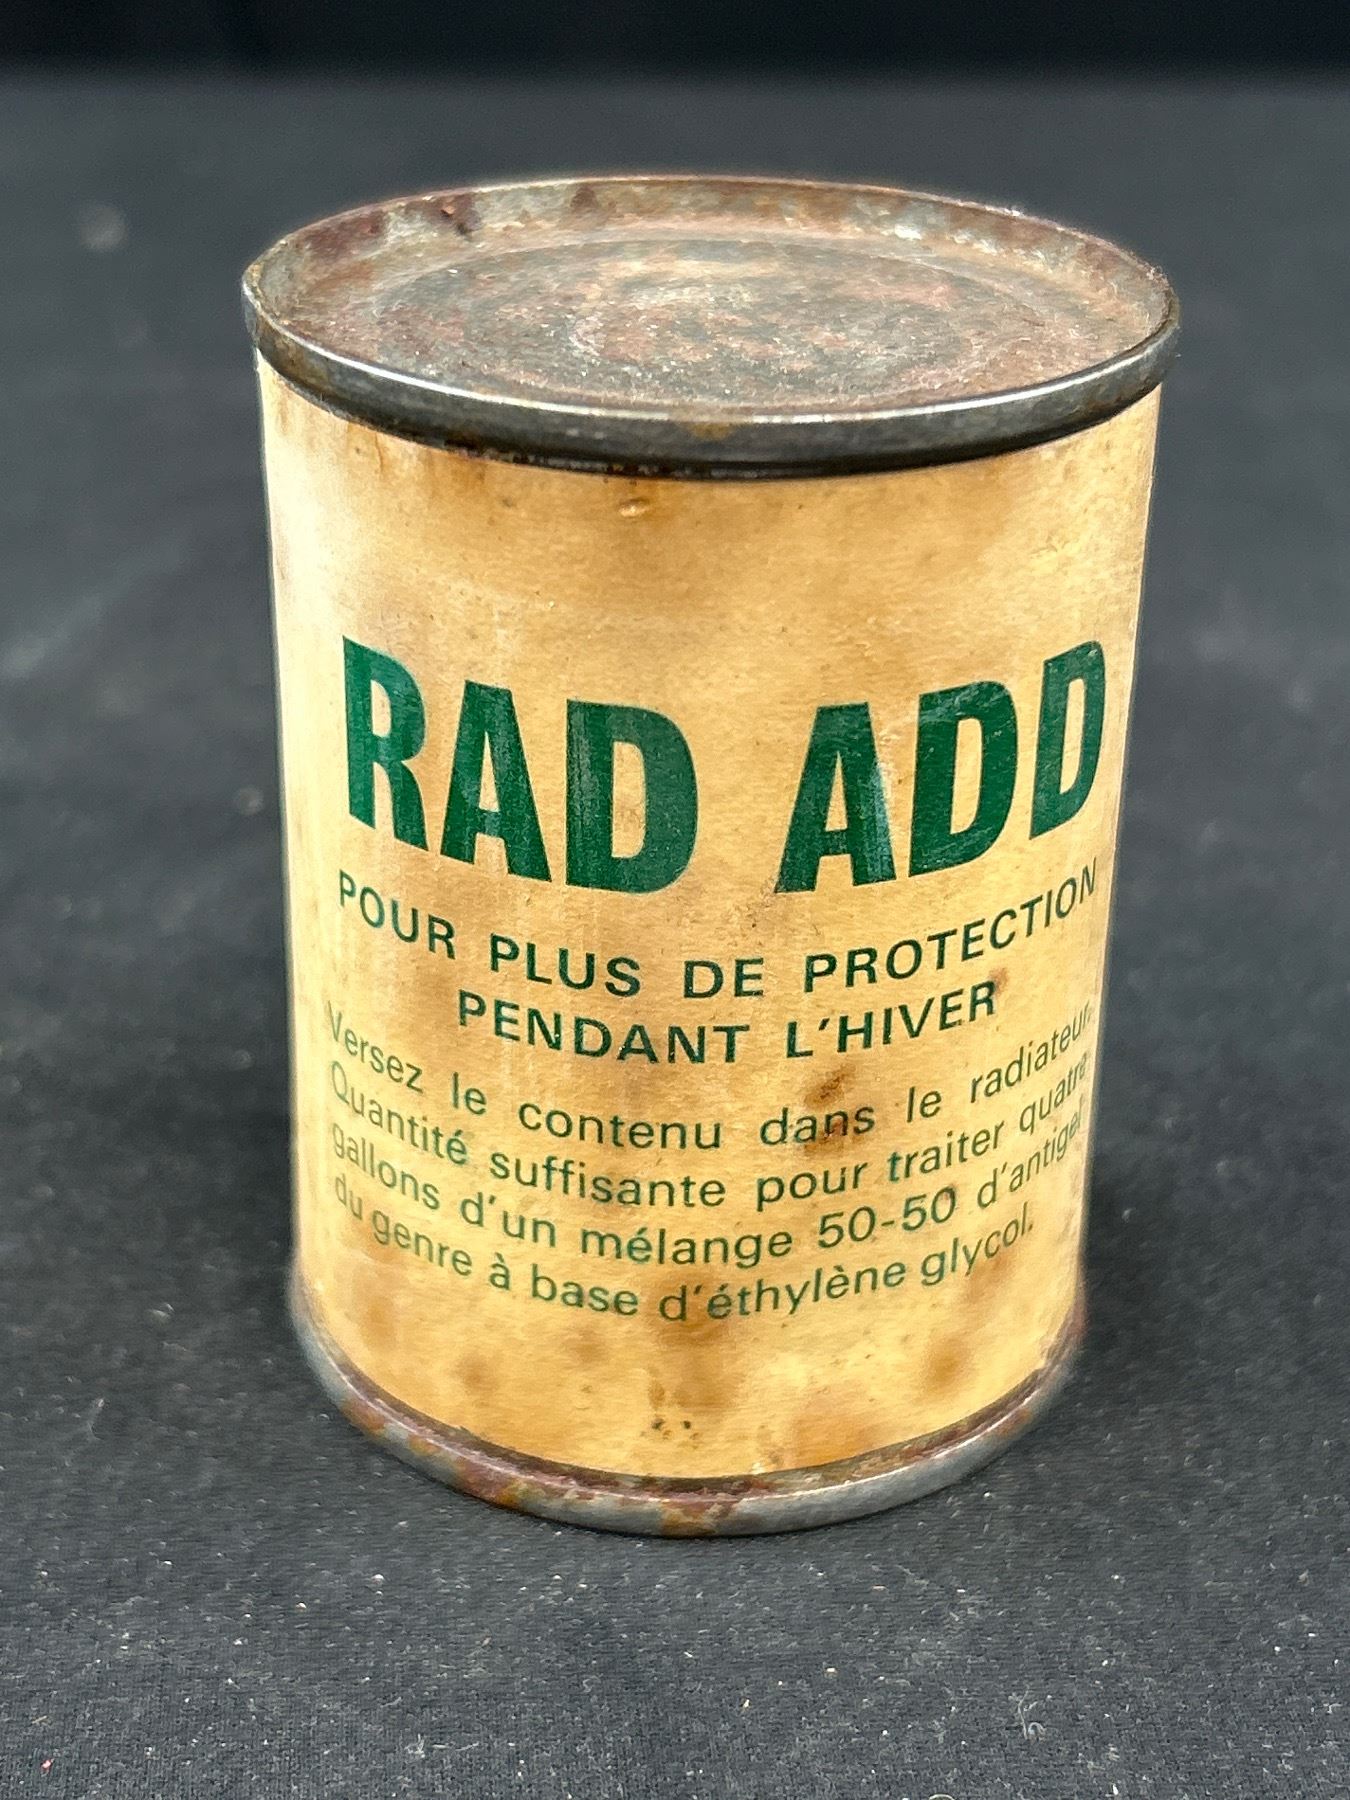 RAD ADD
POUR PLUS DE PROTECTION
PENDANT L'HIVER
Versez le contenu dans le radiateur.
Quantité suffisante pour traiter quatre
gallons d'un mélange 50-50 d'antigel
du genre à base d'éthylène glycol.